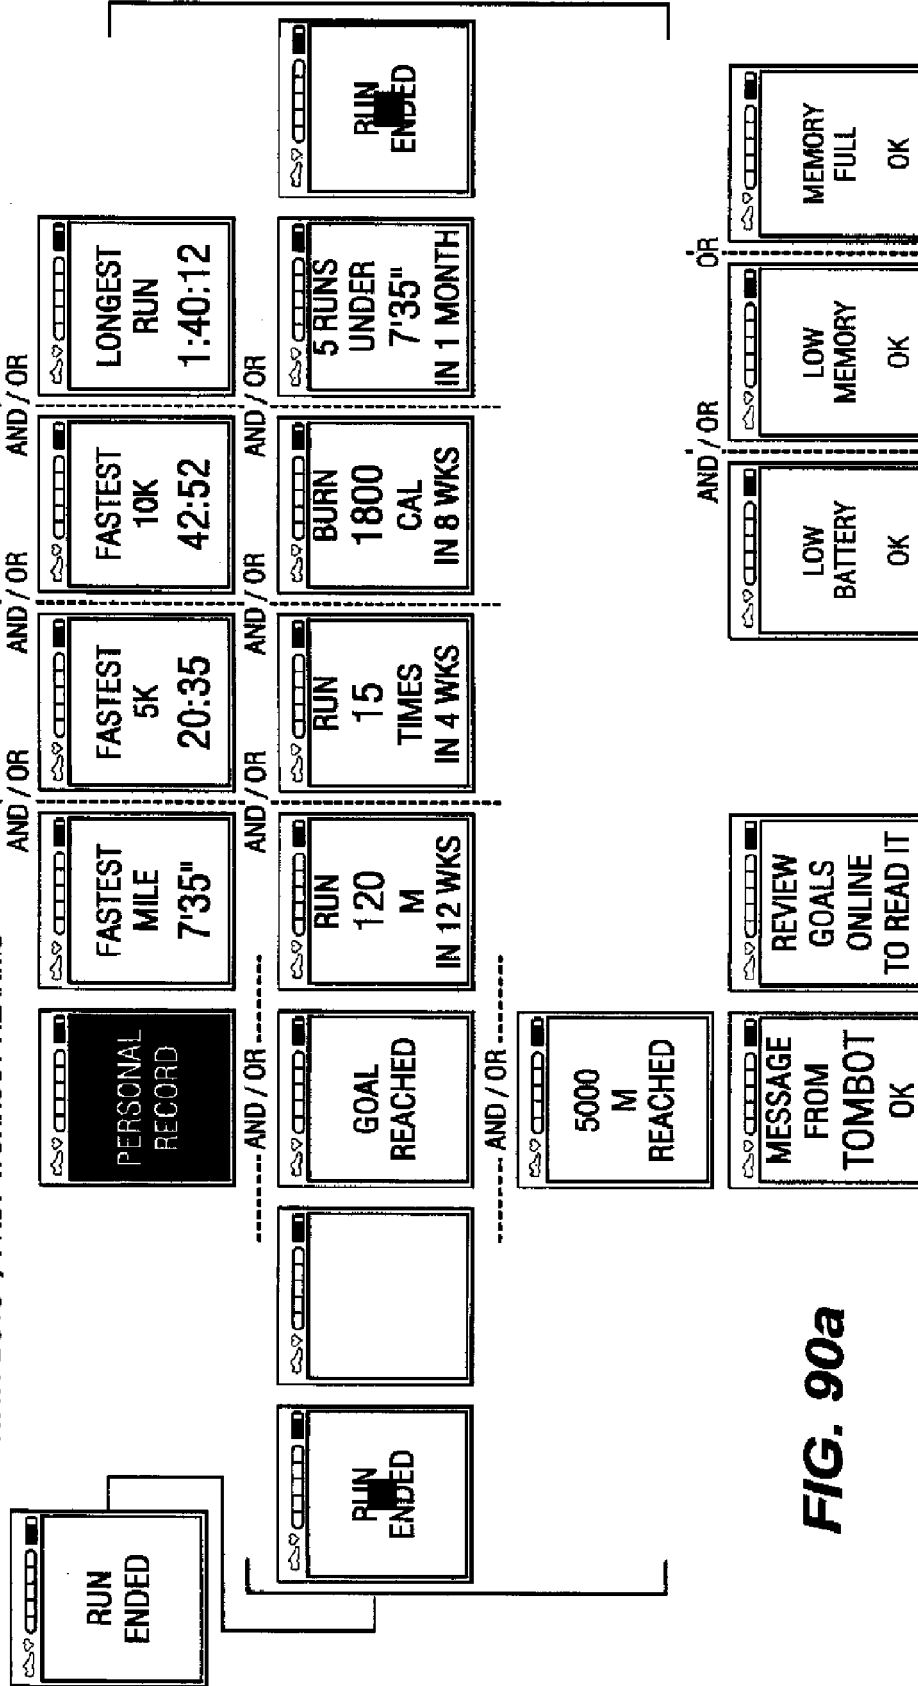 RUN
ENDED
RUN
ENDED
PERSONAL
RECORD
AND / OR
FASTEST
MILE
7'35"
AND / OR
FASTEST
5K
20:35
AND / OR
FASTEST
10K
42:52
AND / OR
LONGEST
RUN
1:40:12
AND / OR
GOAL
REACHED
RUN
120
M
IN 12 WKS
AND / OR
RUN
15
TIMES
IN 4 WKS
AND / OR
BURN
1800
CAL
IN 8 WKS
AND / OR
5 RUNS
UNDER
7'35"
IN 1 MONTH
RUN
ENDED
AND / OR
5000
M
REACHED
MESSAGE
FROM
TOMBOT
OK
REVIEW
GOALS
ONLINE
TO READ IT
LOW
BATTERY
OK
AND / OR
LOW
MEMORY
OK
OR
MEMORY
FULL
OK
FIG. 90a